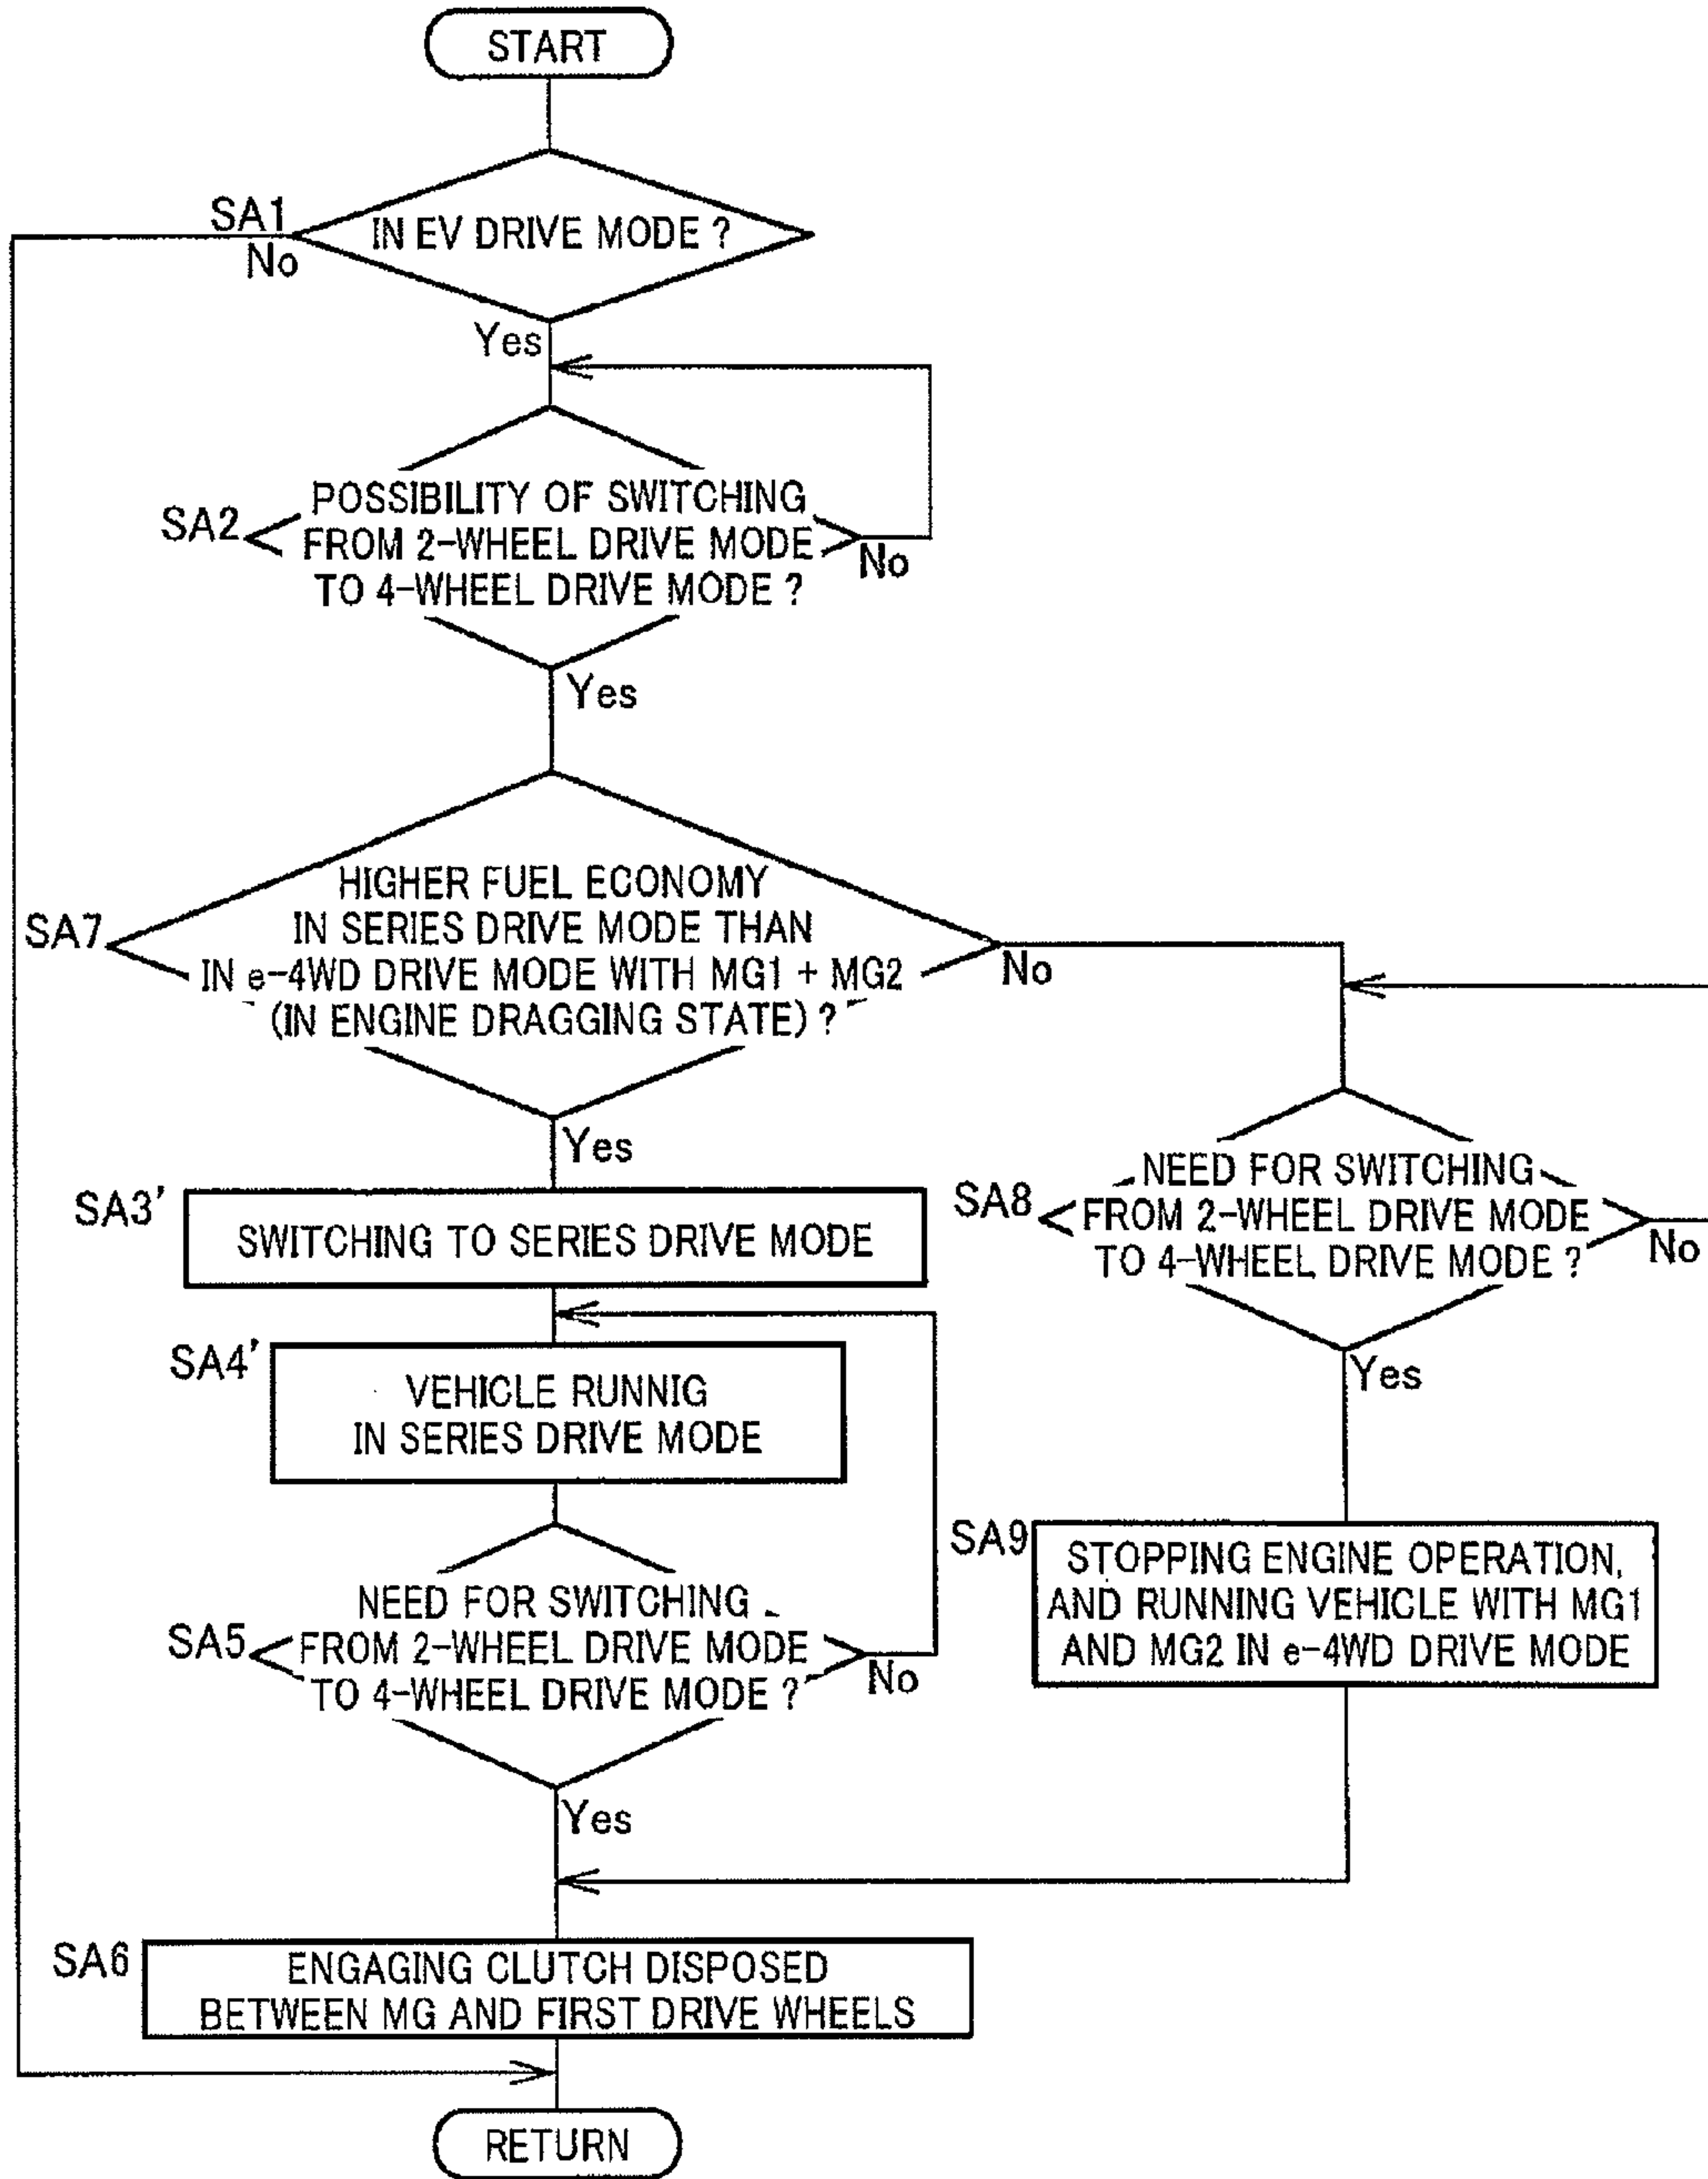 START
SA1
IN EV DRIVE MODE ?
No
Yes
SA2
POSSIBILITY OF SWITCHING
FROM 2-WHEEL DRIVE MODE
TO 4-WHEEL DRIVE MODE ?
No
Yes
SA7
HIGHER FUEL ECONOMY
IN SERIES DRIVE MODE THAN
IN e-4WD DRIVE MODE WITH MG1 + MG2
(IN ENGINE DRAGGING STATE) ?
No
Yes
SA3'
SWITCHING TO SERIES DRIVE MODE
SA4'
VEHICLE RUNNIG
IN SERIES DRIVE MODE
SA5
NEED FOR SWITCHING
FROM 2-WHEEL DRIVE MODE
TO 4-WHEEL DRIVE MODE ?
No
Yes
SA8
NEED FOR SWITCHING
FROM 2-WHEEL DRIVE MODE
TO 4-WHEEL DRIVE MODE ?
No
Yes
SA9
STOPPING ENGINE OPERATION,
AND RUNNING VEHICLE WITH MG1
AND MG2 IN e-4WD DRIVE MODE
SA6
ENGAGING CLUTCH DISPOSED
BETWEEN MG AND FIRST DRIVE WHEELS
RETURN